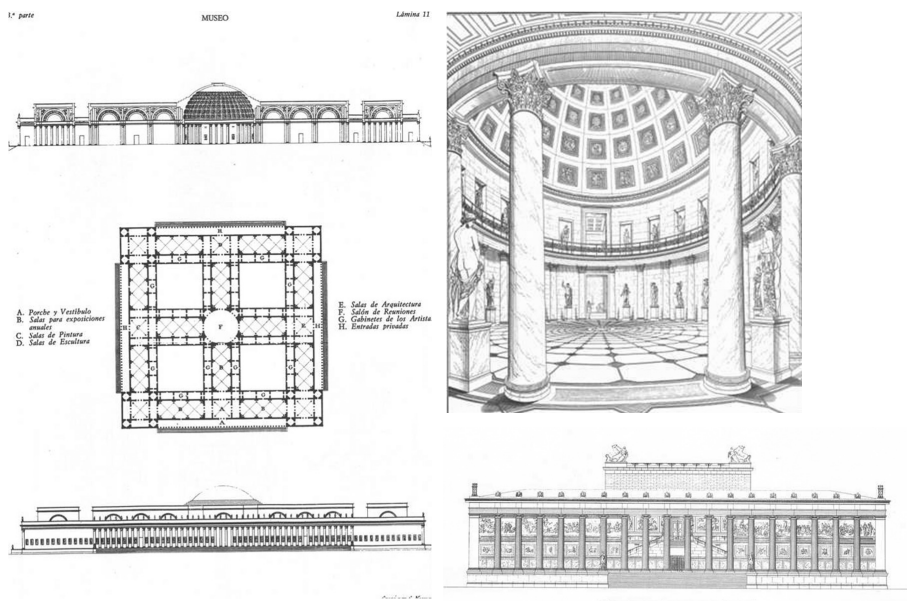 3.ª parte
MUSEO
Lámina 11
A. Porche y Vestíbulo
B. Salas para exposiciones
anuales
C. Salas de Pintura
D. Salas de Escultura
E. Salas de Arquitectura
F. Salón de Reuniones
G. Gabinetes de los Artista
H. Entradas privadas
H
B
G
G
G
G
H
C
F
E
H
G
B
G
G
G
B
A
B
A